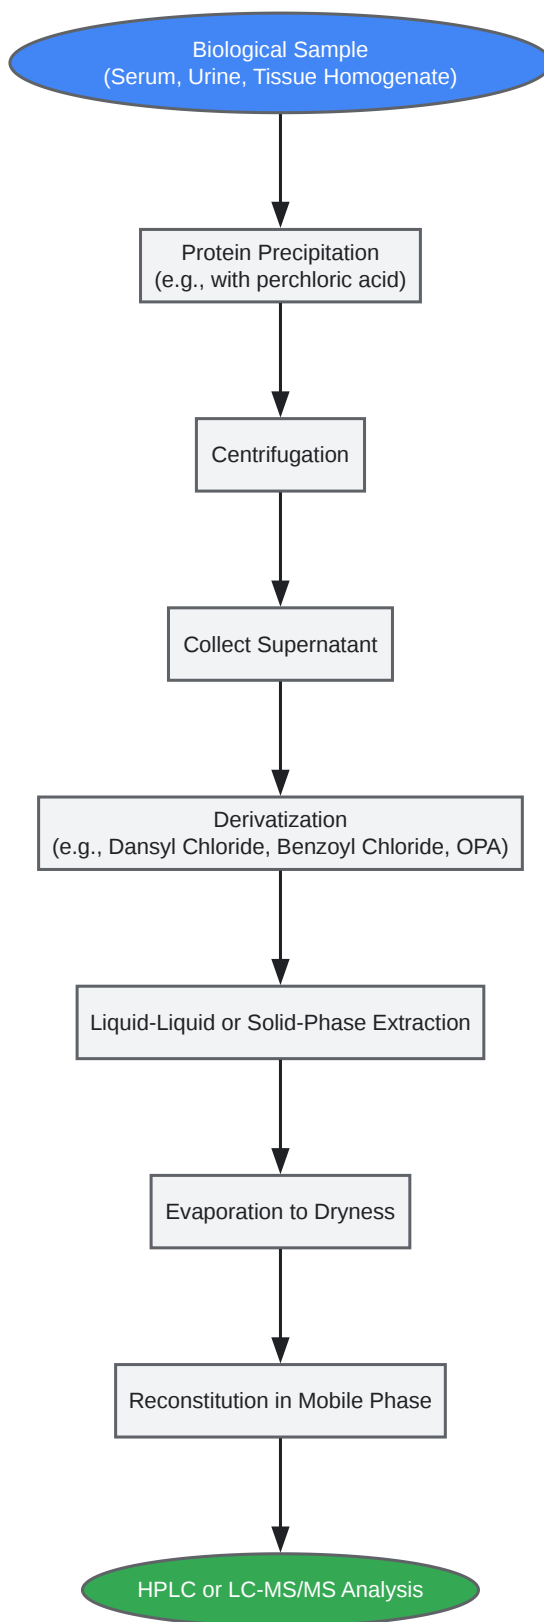 Biological Sample
(Serum, Urine, Tissue Homogenate)
Protein Precipitation
(e.g., with perchloric acid)
Centrifugation
Collect Supernatant
Derivatization
(e.g., Dansyl Chloride, Benzoyl Chloride, OPA)
Liquid-Liquid or Solid-Phase Extraction
Evaporation to Dryness
Reconstitution in Mobile Phase
HPLC or LC-MS/MS Analysis